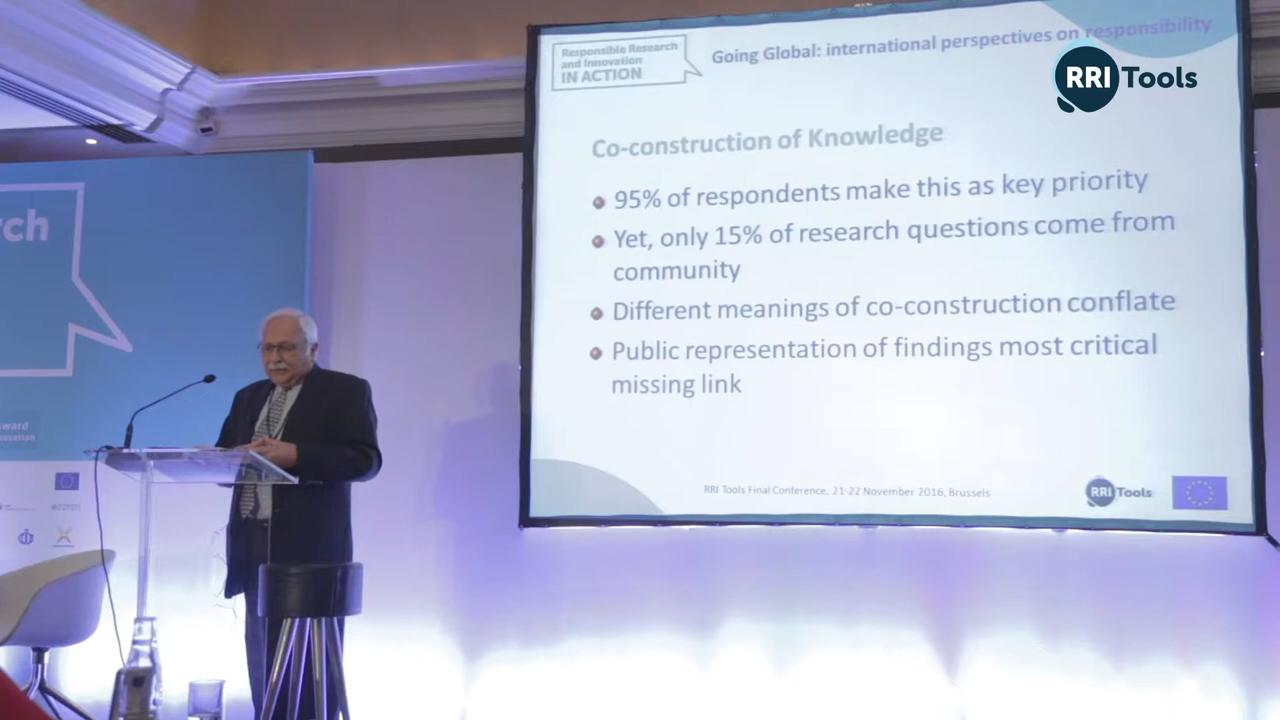 Responsible Research
and Innovation
IN ACTION
Going Global: international perspectives on responsibility
RRI Tools
Co-construction of Knowledge
95% of respondents make this as key priority
Yet, only 15% of research questions come from
community
Different meanings of co-construction conflate
Public representation of findings most critical
missing link
RRI Tools Final Conference, 21-22 November 2016, Brussels
RRI Tools
rch
ward